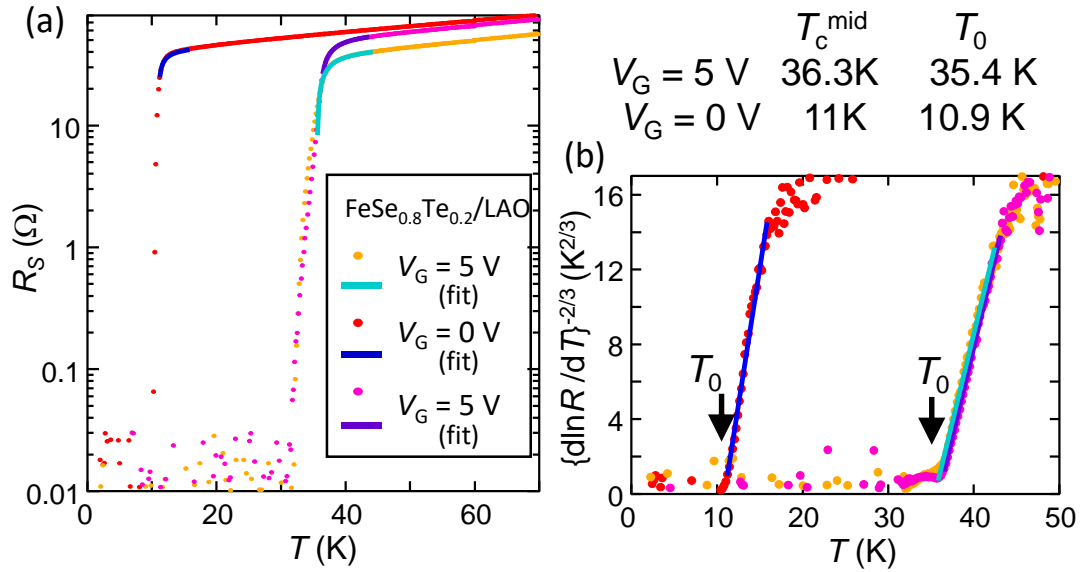 (a)
R_S (Ω)
10
1
0.1
0.01
0 20 40 60
T (K)
FeSe0.8Te0.2/LAO
V_G = 5 V
(fit)
V_G = 0 V
(fit)
V_G = 5 V
(fit)
T_c^mid T_0
V_G = 5 V 36.3K 35.4 K
V_G = 0 V 11K 10.9 K
(b)
{dlnR/dT}^-2/3 (K^2/3)
16
12
8
4
0
T_0 T_0
0 10 20 30 40 50
T (K)